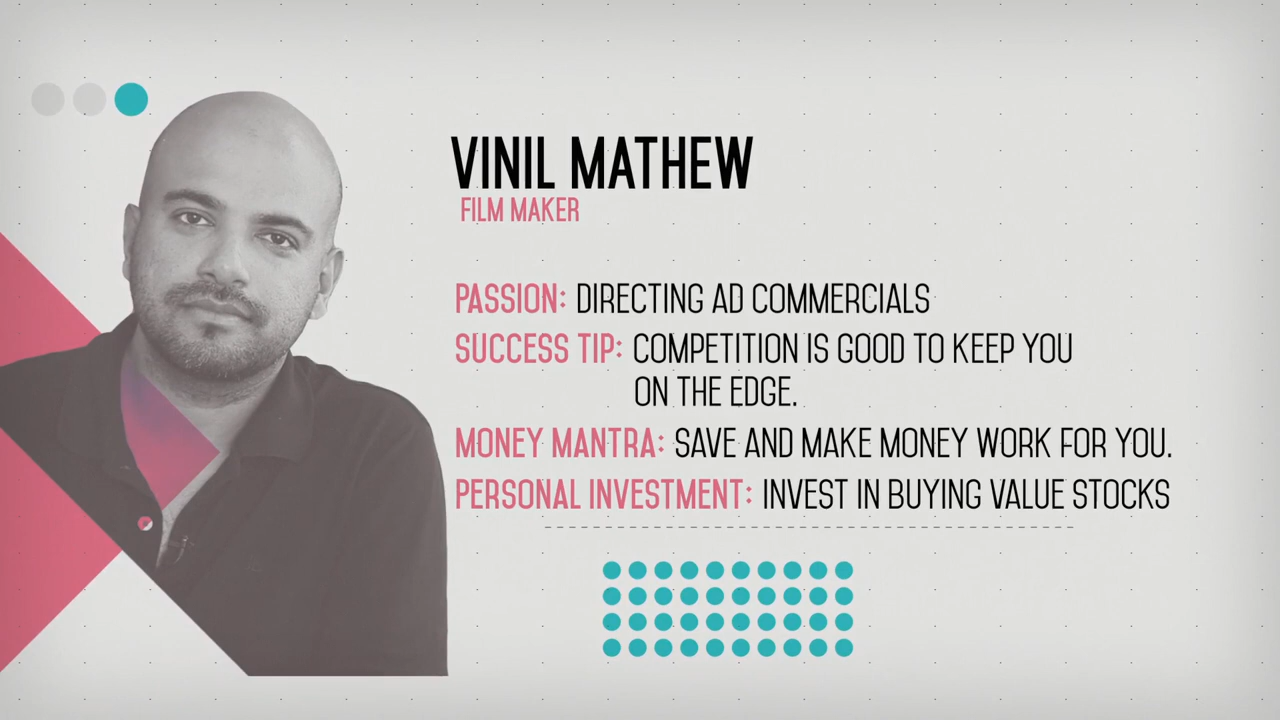 VINIL MATHEW
FILM MAKER
PASSION: DIRECTING AD COMMERCIALS
SUCCESS TIP: COMPETITION IS GOOD TO KEEP YOU
ON THE EDGE.
MONEY MANTRA: SAVE AND MAKE MONEY WORK FOR YOU.
PERSONAL INVESTMENT: INVEST IN BUYING VALUE STOCKS